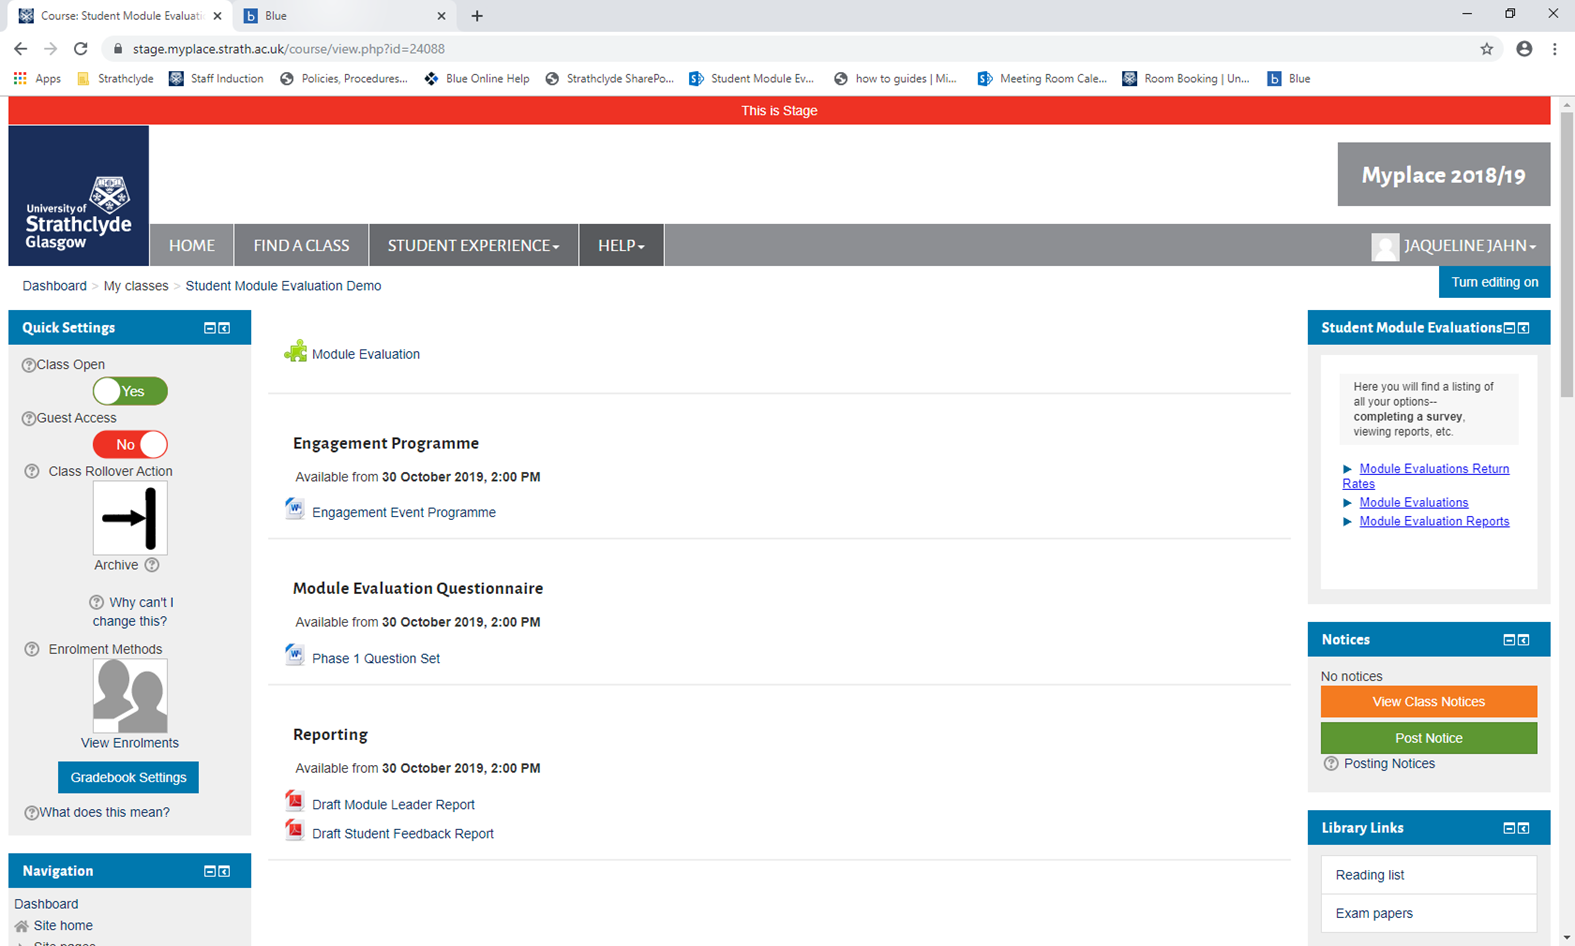 Course: Student Module Evaluati
Blue
stage.myplace.strath.ac.uk/course/view.php?id=24088
Apps
Strathclyde
Staff Induction
Policies, Procedures...
Blue Online Help
Strathclyde SharePo...
Student Module Ev...
how to guides | Mi...
Meeting Room Cale...
Room Booking | Un...
Blue
This is Stage
University of
Strathclyde
Glasgow
Myplace 2018/19
HOME
FIND A CLASS
STUDENT EXPERIENCE
HELP
JAQUELINE JAHN
Dashboard > My classes > Student Module Evaluation Demo
Turn editing on
Quick Settings
Class Open
Yes
Guest Access
No
Class Rollover Action
Archive
Why can't I
change this?
Enrolment Methods
View Enrolments
Gradebook Settings
What does this mean?
Navigation
Dashboard
Site home
Site pages
Module Evaluation
Engagement Programme
Available from 30 October 2019, 2:00 PM
Engagement Event Programme
Module Evaluation Questionnaire
Available from 30 October 2019, 2:00 PM
Phase 1 Question Set
Reporting
Available from 30 October 2019, 2:00 PM
Draft Module Leader Report
Draft Student Feedback Report
Student Module Evaluations
Here you will find a listing of
all your options--
completing a survey,
viewing reports, etc.
Module Evaluations Return
Rates
Module Evaluations
Module Evaluation Reports
Notices
No notices
View Class Notices
Post Notice
Posting Notices
Library Links
Reading list
Exam papers